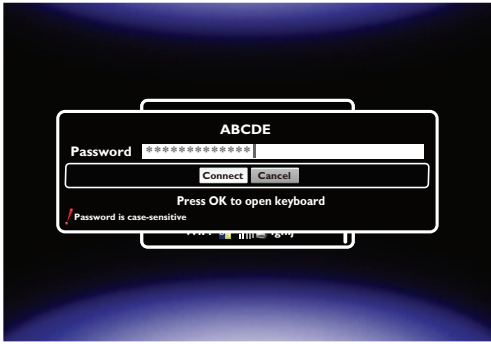 ABCDE
Password *************
Connect Cancel
Press OK to open keyboard
! Password is case-sensitive